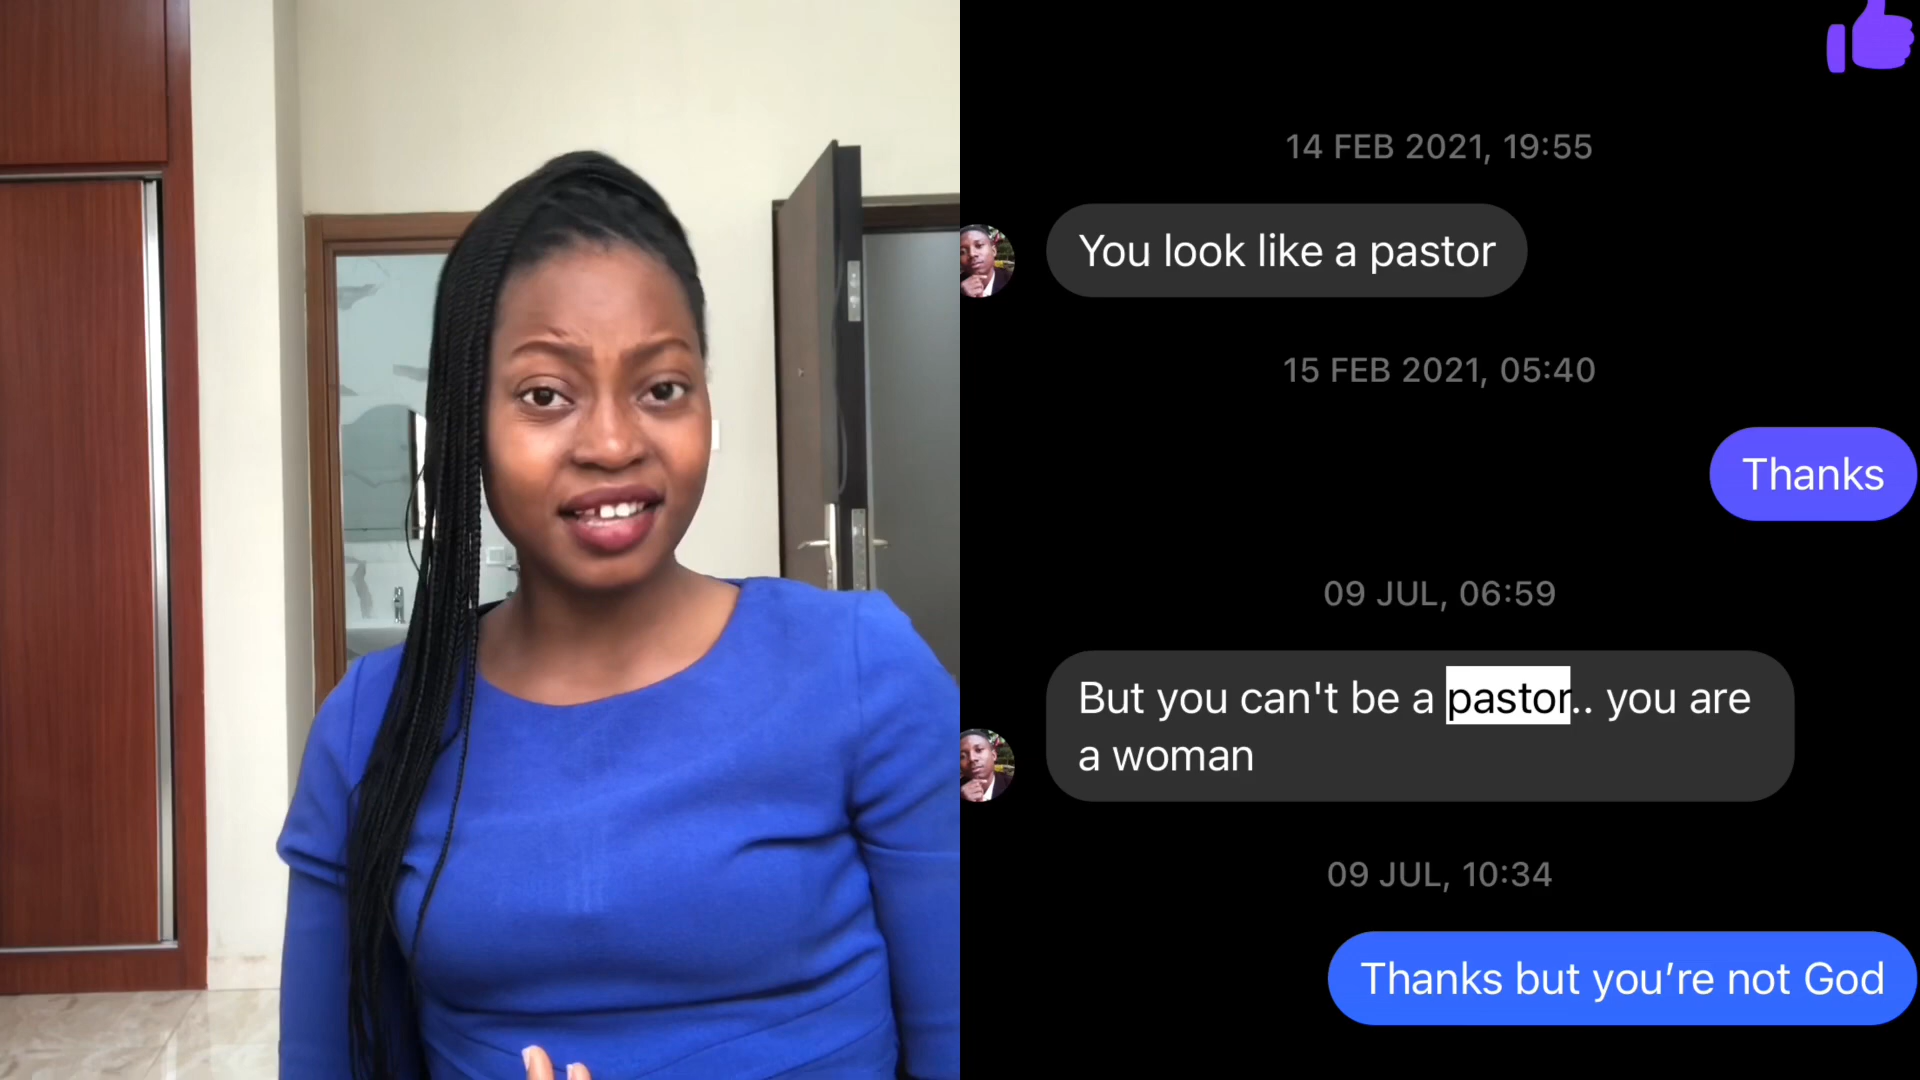 14 FEB 2021, 19:55
You look like a pastor
15 FEB 2021, 05:40
Thanks
09 JUL, 06:59
But you can't be a pastor.. you are
a woman
09 JUL, 10:34
Thanks but you’re not God